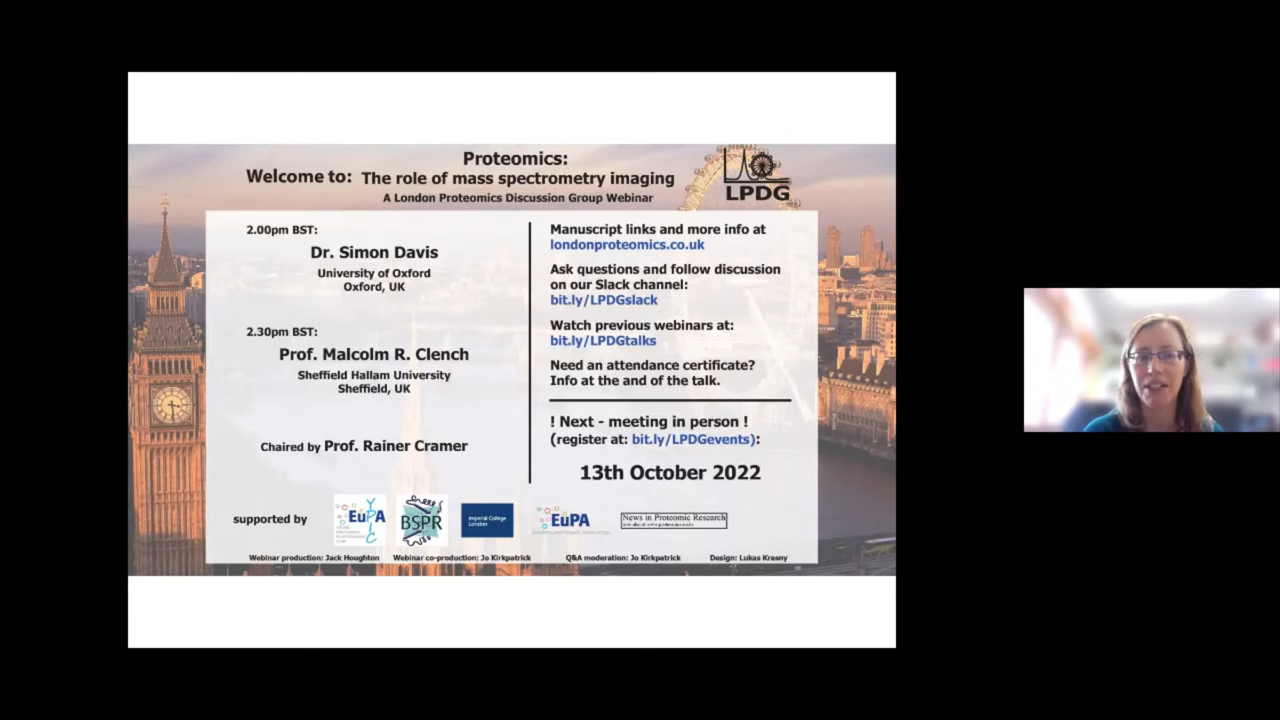 Proteomics:
Welcome to: The role of mass spectrometry imaging
A London Proteomics Discussion Group Webinar
LPDG
2.00pm BST:
Dr. Simon Davis
University of Oxford
Oxford, UK
2.30pm BST:
Prof. Malcolm R. Clench
Sheffield Hallam University
Sheffield, UK
Chaired by Prof. Rainer Cramer
Manuscript links and more info at
londonproteomics.co.uk
Ask questions and follow discussion
on our Slack channel:
bit.ly/LPDGslack
Watch previous webinars at:
bit.ly/LPDGtalks
Need an attendance certificate?
Info at the and of the talk.
! Next - meeting in person !
(register at: bit.ly/LPDGevents):
13th October 2022
supported by
EuPA
YPIC
BSPR
Imperial College
London
EuPA
News in Proteomic Research
Webinar production: Jack Houghton
Webinar co-production: Jo Kirkpatrick
Q&A moderation: Jo Kirkpatrick
Design: Lukas Krasny